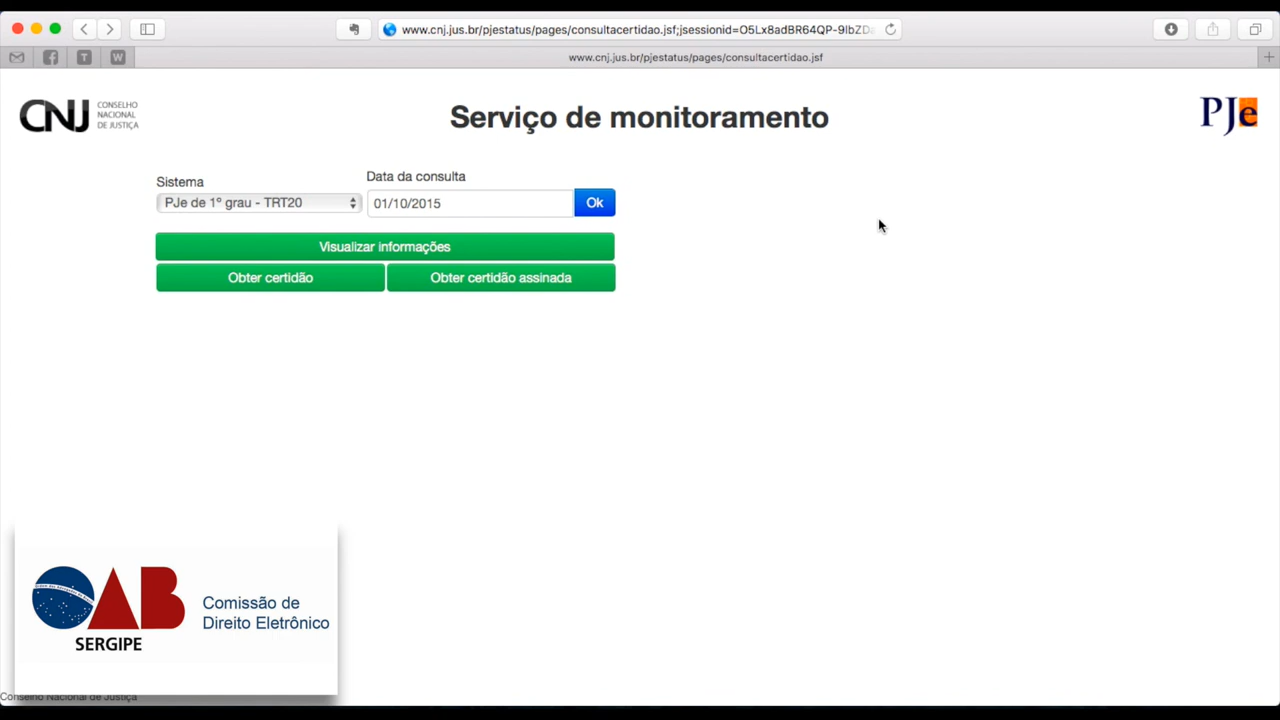 www.cnj.jus.br/pjestatus/pages/consultacertidao.jsf;jsessionid=O5Lx8adBR64QP-9IbZD
T W www.cnj.jus.br/pjestatus/pages/consultacertidao.jsf
CNJ CONSELHO
NACIONAL
DE JUSTIÇA
Serviço de monitoramento
PJe
Sistema
Data da consulta
PJe de 1º grau - TRT20
01/10/2015
Ok
Visualizar informações
Obter certidão
Obter certidão assinada
OAB
SERGIPE
Comissão de
Direito Eletrônico
Conselho Nacional de Justiça